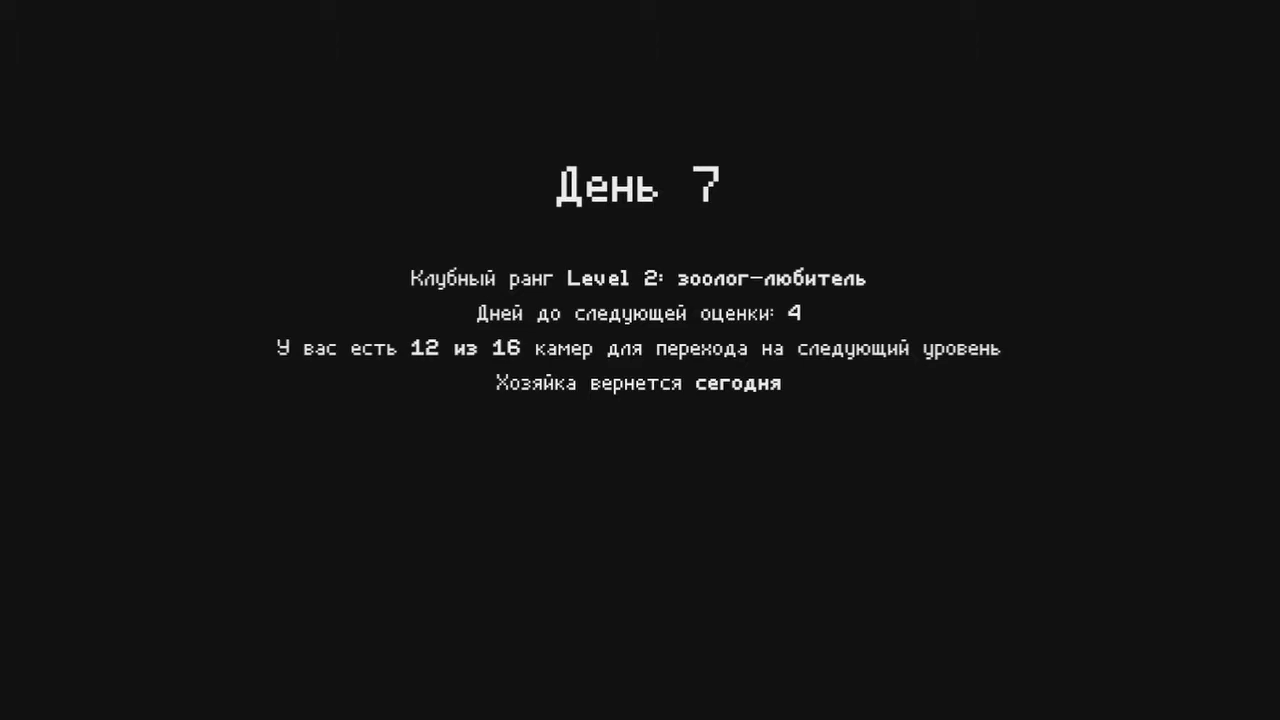 День 7
Клубный ранг Level 2: зоолог-любитель
Дней до следующей оценки: 4
У вас есть 12 из 16 камер для перехода на следующий уровень
Хозяйка вернется сегодня